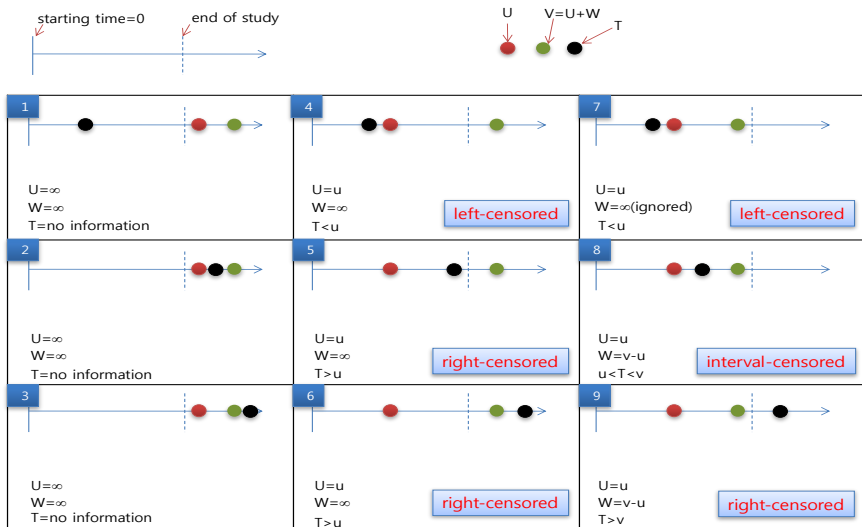 starting time=0
end of study
U
V=U+W
T
1
U=∞
W=∞
T=no information
4
U=u
W=∞
T<u
left-censored
7
U=u
W=∞(ignored)
T<u
left-censored
2
U=∞
W=∞
T=no information
5
U=u
W=∞
T>u
right-censored
8
U=u
W=v-u
u<T<v
interval-censored
3
U=∞
W=∞
T=no information
6
U=u
W=∞
T>u
right-censored
9
U=u
W=v-u
T>v
right-censored